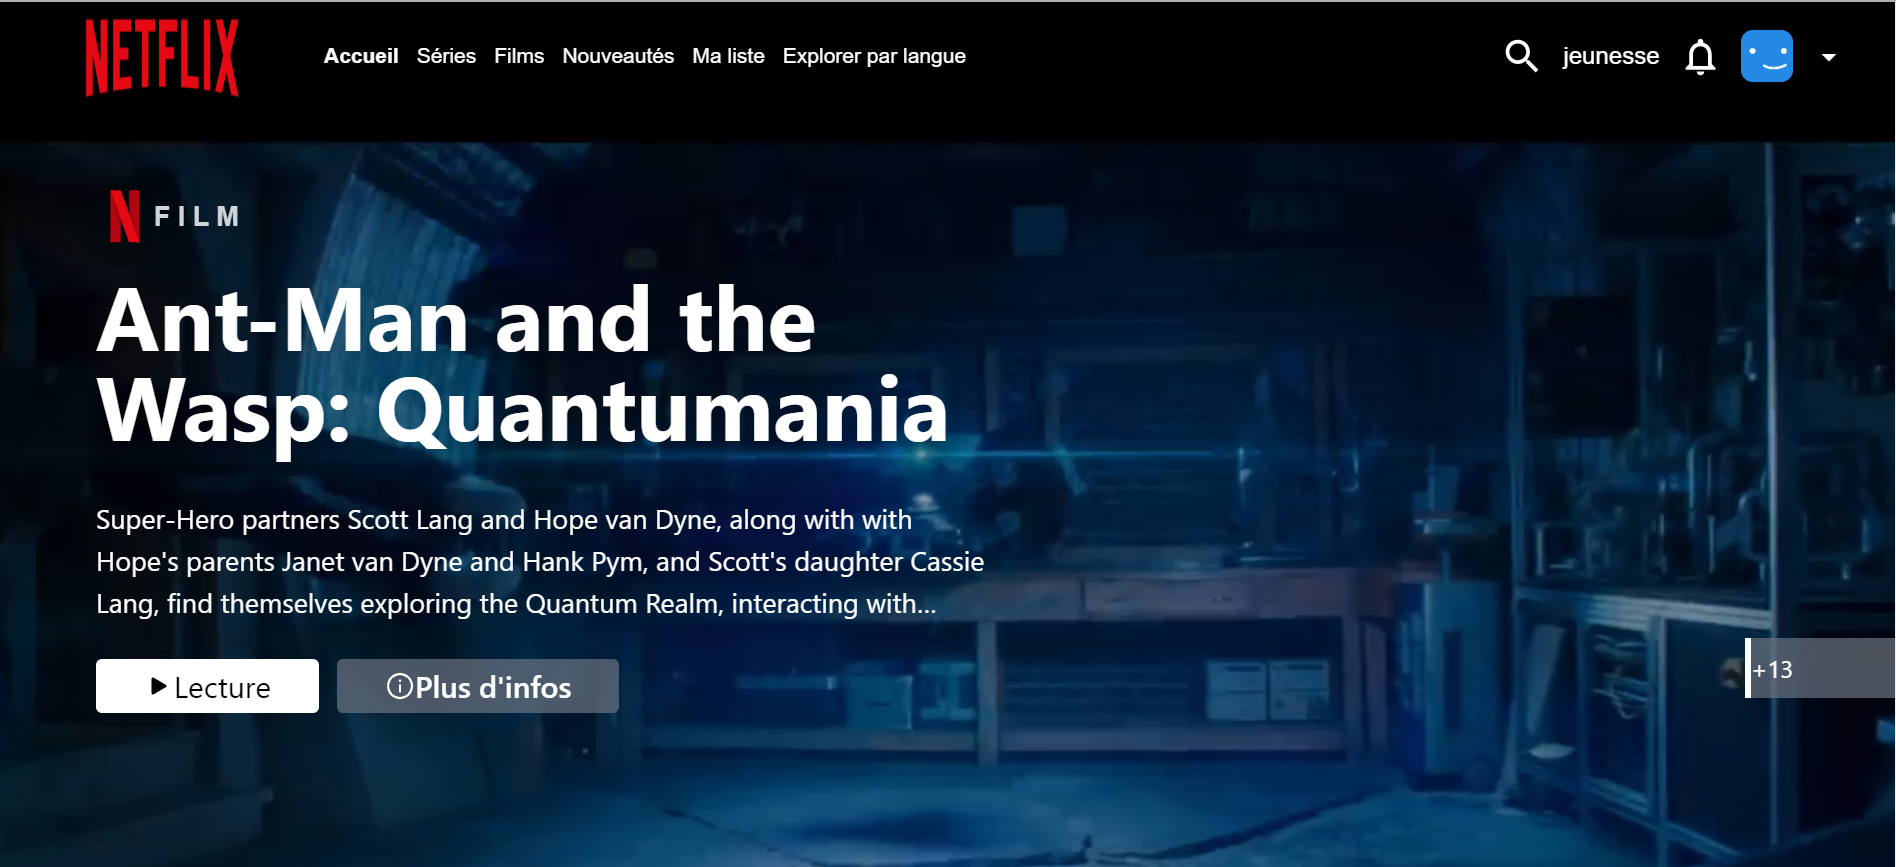 NETFLIX
Accueil Séries Films Nouveautés Ma liste Explorer par langue
jeunesse
N FILM
Ant-Man and the
Wasp: Quantumania
Super-Hero partners Scott Lang and Hope van Dyne, along with with
Hope's parents Janet van Dyne and Hank Pym, and Scott's daughter Cassie
Lang, find themselves exploring the Quantum Realm, interacting with...
Lecture
Plus d'infos
+13